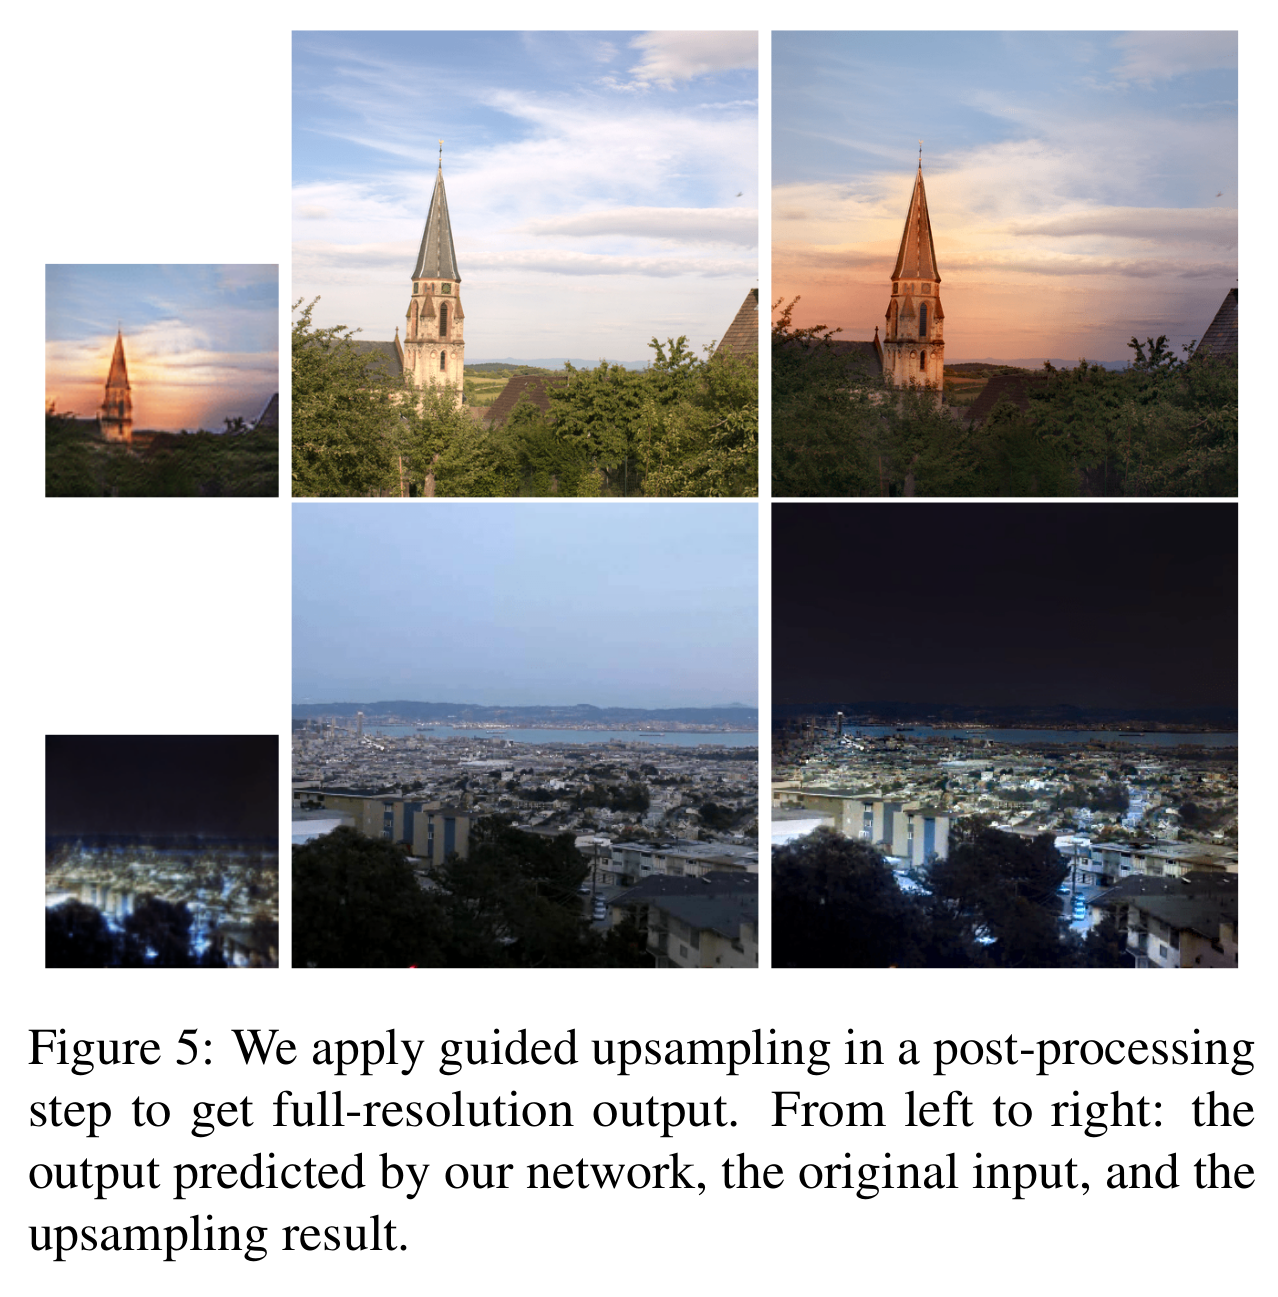 Figure 5: We apply guided upsampling in a post-processing
step to get full-resolution output. From left to right: the
output predicted by our network, the original input, and the
upsampling result.